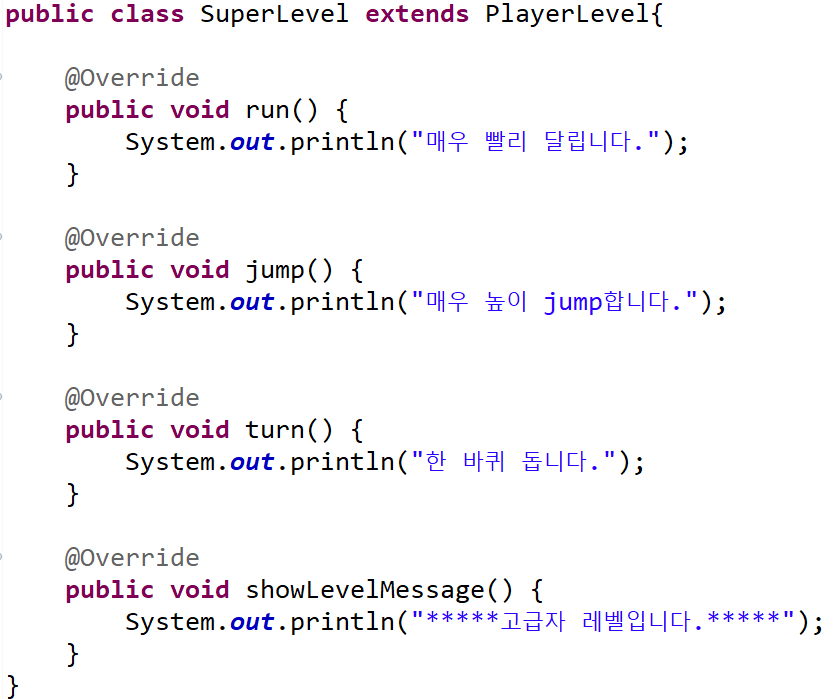 public class SuperLevel extends PlayerLevel{
@Override
public void run() {
System.out.println("매우 빨리 달립니다.");
}
@Override
public void jump() {
System.out.println("매우 높이 jump합니다.");
}
@Override
public void turn() {
System.out.println("한 바퀴 돕니다.");
}
@Override
public void showLevelMessage() {
System.out.println("*****고급자 레벨입니다.*****");
}
}